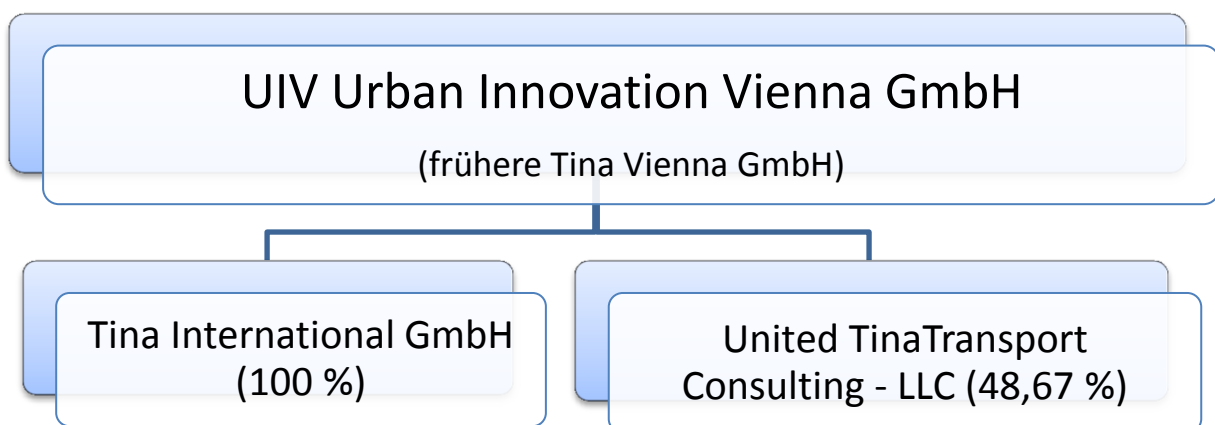 UIV Urban Innovation Vienna GmbH
(frühere Tina Vienna GmbH)
Tina International GmbH
(100 %)
United TinaTransport
Consulting - LLC (48,67 %)